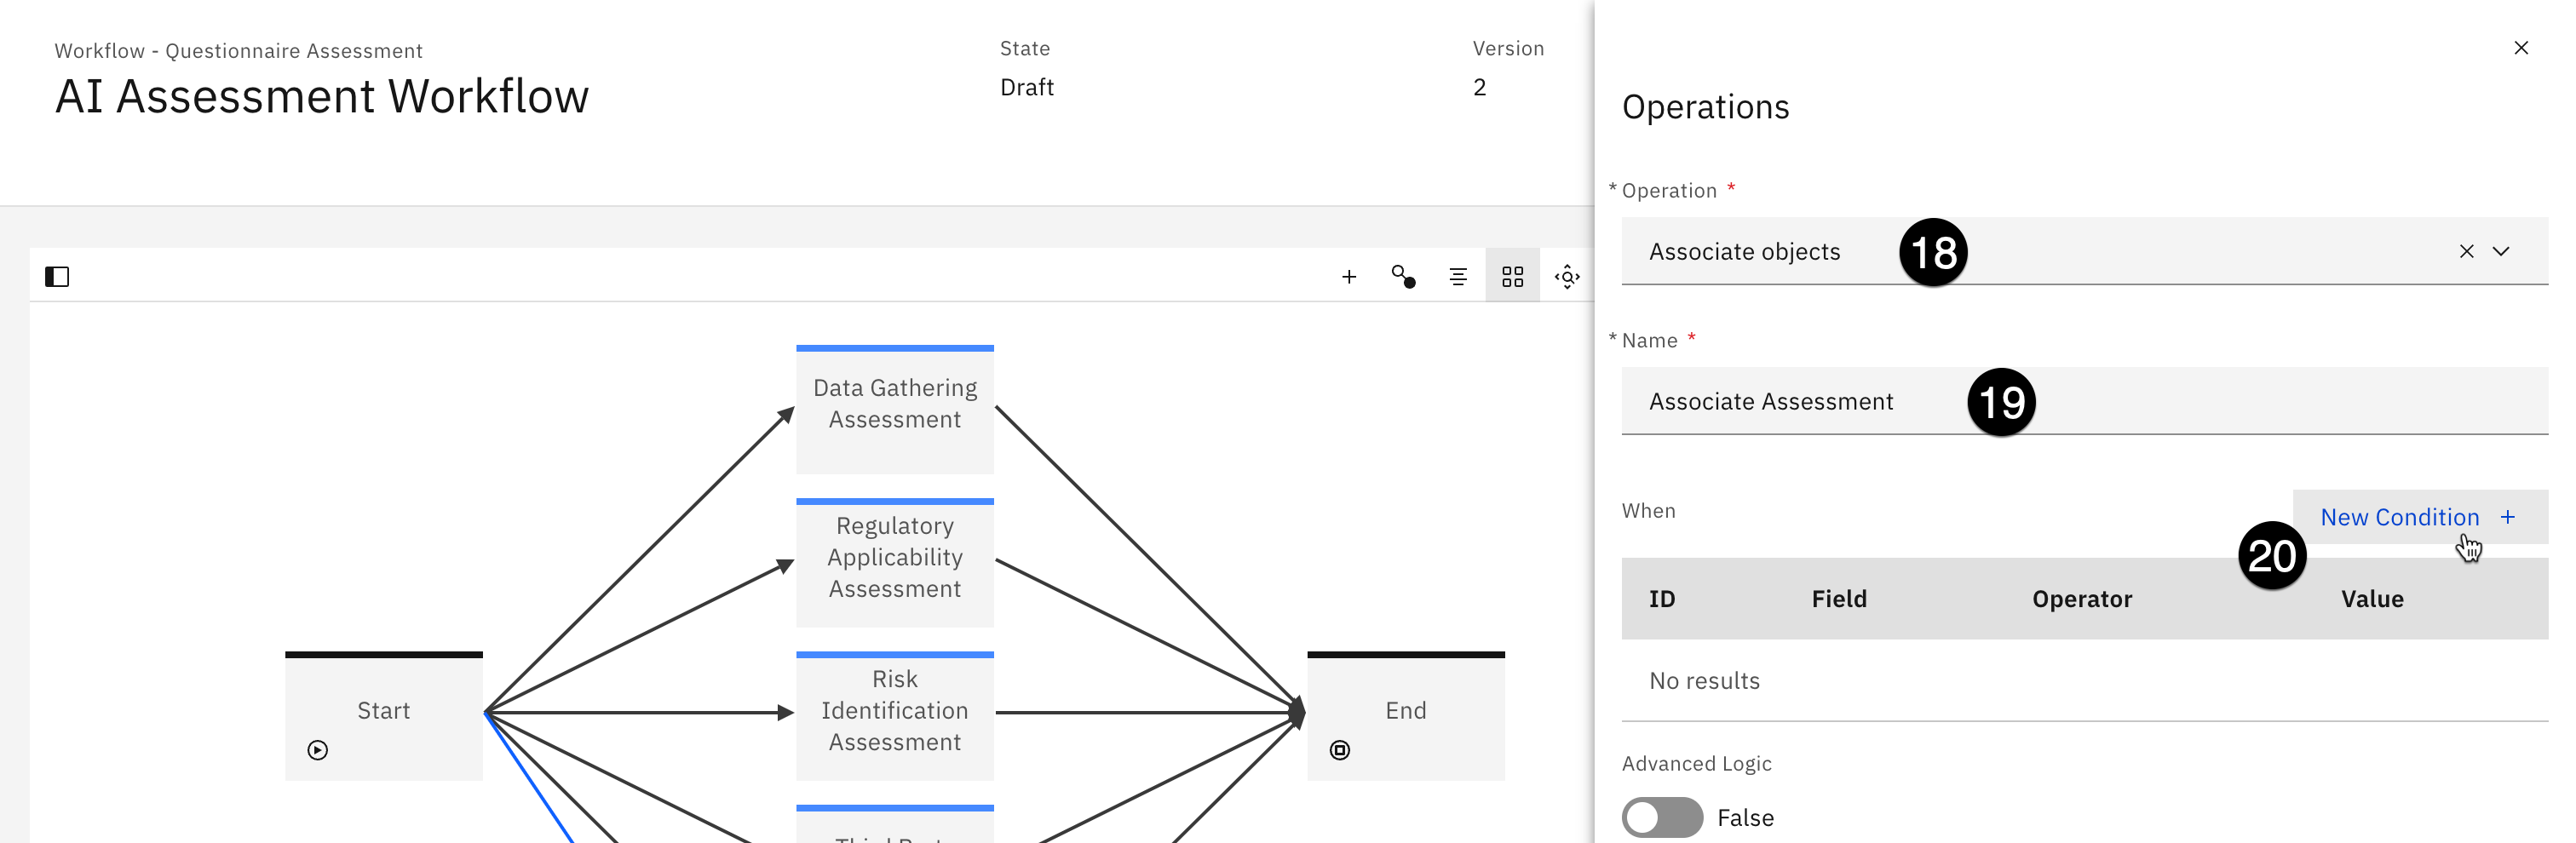 Workflow - Questionnaire Assessment
AI Assessment Workflow
State
Draft
Version
2
Data Gathering
Assessment
Regulatory
Applicability
Assessment
Start
Risk
Identification
Assessment
End
Operations
* Operation *
Associate objects
18
* Name *
Associate Assessment
19
When
New Condition +
20
ID Field Operator Value
No results
Advanced Logic
False